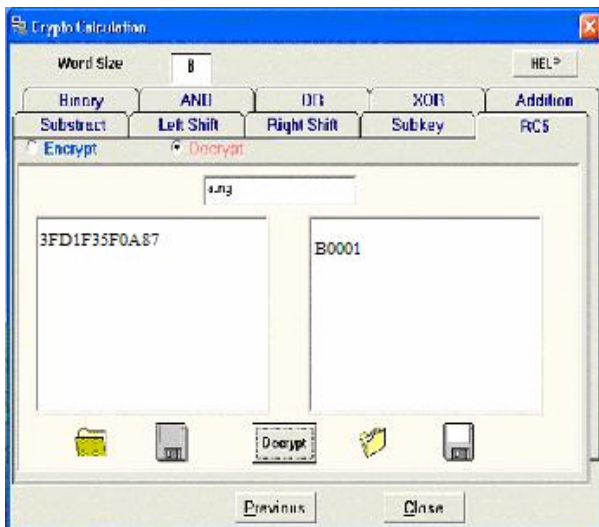 Crypto Calculation
Word Size 8 HELP
Binary AND OR XOR Addition
Substract Left Shift Right Shift Subkey RC5
Encrypt Decrypt
3FD1F35F0A87
B0001
Decrypt
Previous Close